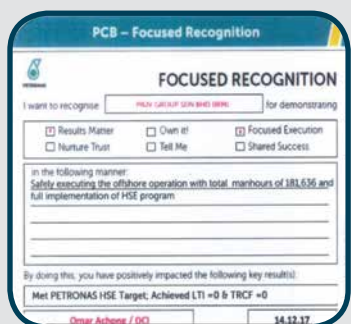 PCB – Focused Recognition
PETRONAS
FOCUSED RECOGNITION
I want to recognise for demonstrating
Results Matter Own it! Focused Execution
Nurture Trust Tell Me Shared Success
in the following manner:
Safely executing the offshore operation with total manhours of 181,636 and
full implementation of HSE program
By doing this, you have positively impacted the following key result(s):
Met PETRONAS HSE Target; Achieved LTI =0 & TRCF =0
Omar Achong / OCI 14.12.17